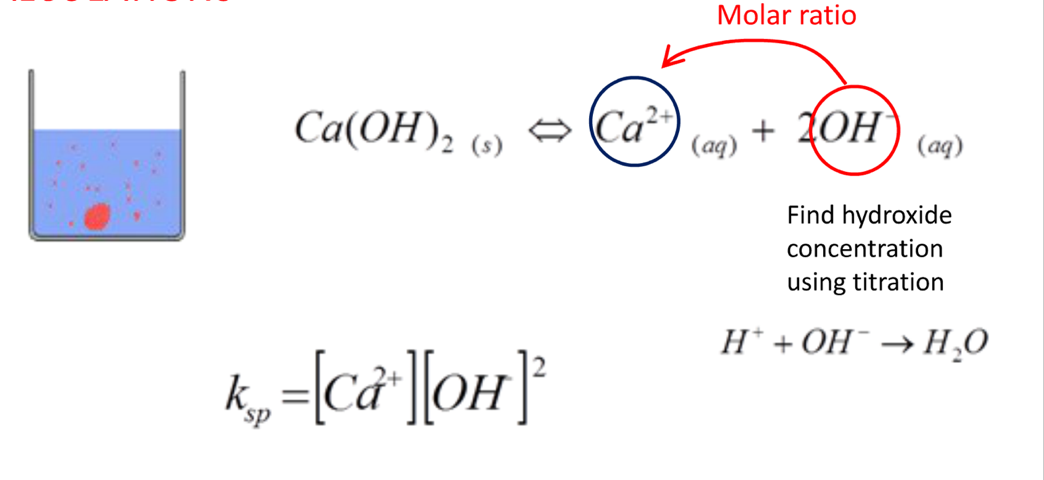 Molar ratio
Ca(OH)₂ (s) ⇔ Ca²⁺ (aq) + 2OH⁻ (aq)
Find hydroxide
concentration
using titration
H⁺ + OH⁻ → H₂O
kₛₚ = [Ca²⁺][OH⁻]²